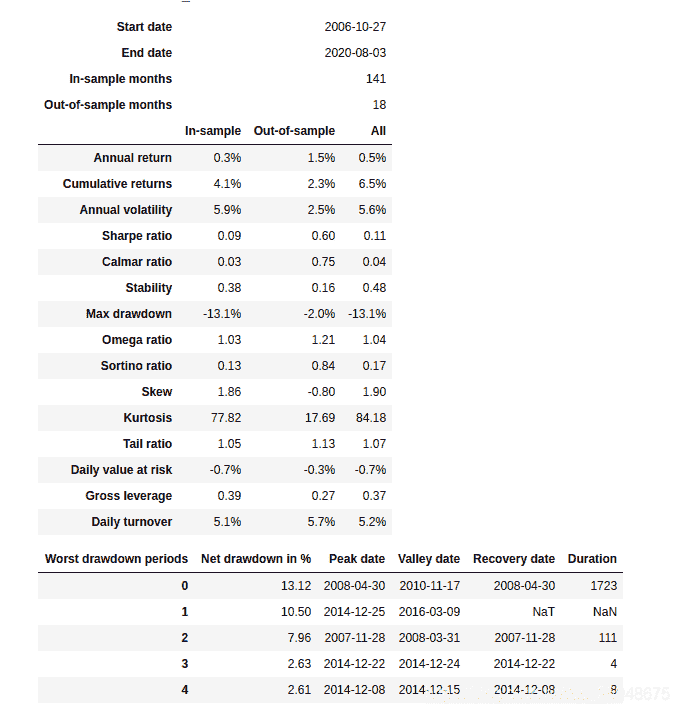 Start date 2006-10-27
End date 2020-08-03
In-sample months 141
Out-of-sample months 18
In-sample Out-of-sample All
Annual return 0.3% 1.5% 0.5%
Cumulative returns 4.1% 2.3% 6.5%
Annual volatility 5.9% 2.5% 5.6%
Sharpe ratio 0.09 0.60 0.11
Calmar ratio 0.03 0.75 0.04
Stability 0.38 0.16 0.48
Max drawdown -13.1% -2.0% -13.1%
Omega ratio 1.03 1.21 1.04
Sortino ratio 0.13 0.84 0.17
Skew 1.86 -0.80 1.90
Kurtosis 77.82 17.69 84.18
Tail ratio 1.05 1.13 1.07
Daily value at risk -0.7% -0.3% -0.7%
Gross leverage 0.39 0.27 0.37
Daily turnover 5.1% 5.7% 5.2%
Worst drawdown periods Net drawdown in % Peak date Valley date Recovery date Duration
0 13.12 2008-04-30 2010-11-17 2008-04-30 1723
1 10.50 2014-12-25 2016-03-09 NaT NaN
2 7.96 2007-11-28 2008-03-31 2007-11-28 111
3 2.63 2014-12-22 2014-12-24 2014-12-22 4
4 2.61 2014-12-08 2014-12-15 2014-12-08 8